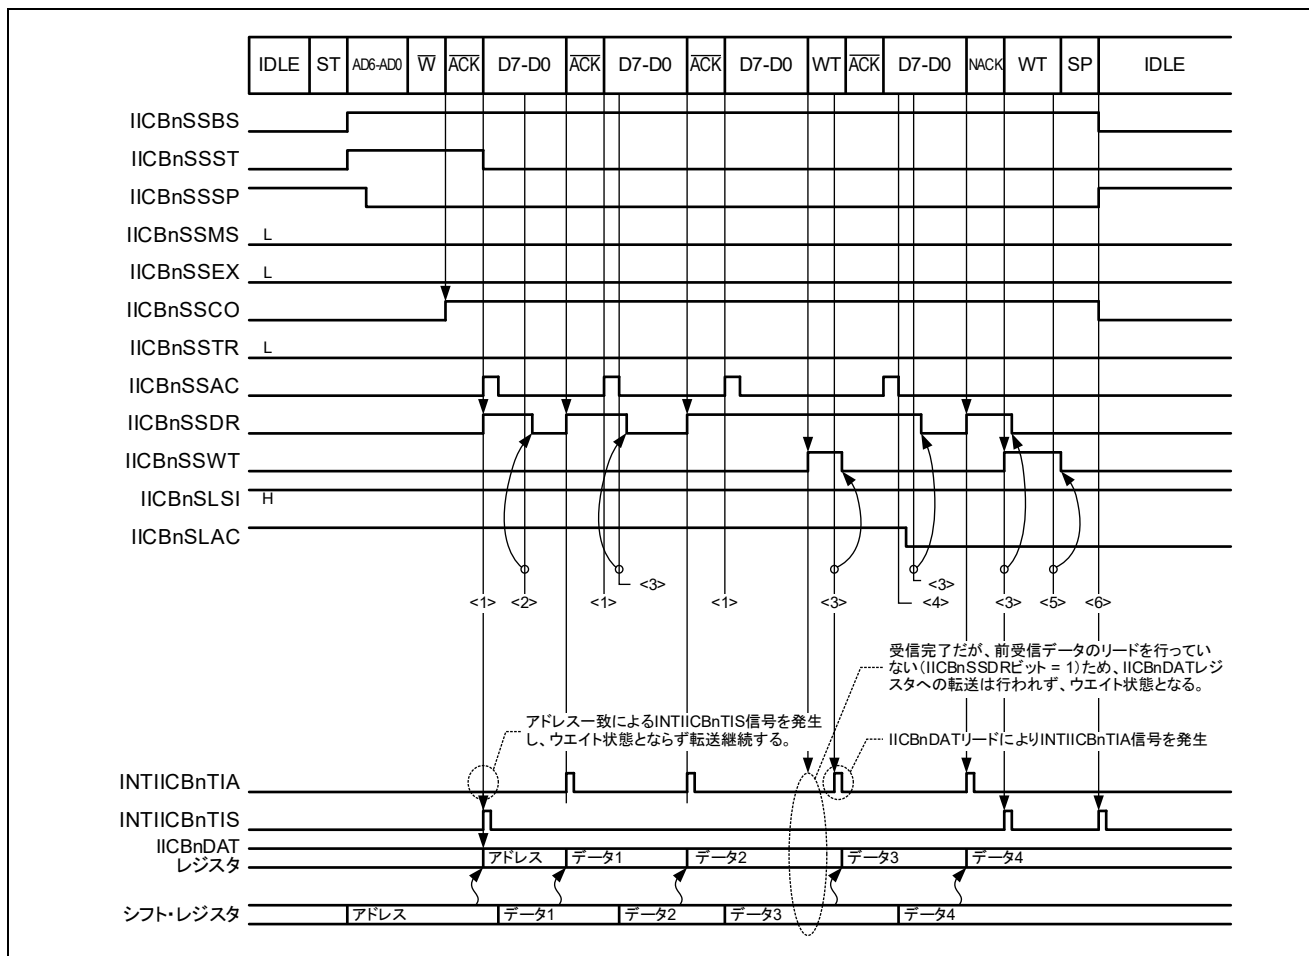 IDLE ST AD6-AD0 W ACK D7-D0 ACK D7-D0 ACK D7-D0 WT ACK D7-D0 NACK WT SP IDLE
IICBnSSBS
IICBnSSST
IICBnSSSP
IICBnSSMS L
IICBnSSEX L
IICBnSSCO
IICBnSSTR L
IICBnSSAC
IICBnSSDR
IICBnSSWT
IICBnSLSI H
IICBnSLAC
<3> <3>
<1> <2> <1> <1> <3> <4> <3> <5> <6>
受信完了だが、前受信データのリードを行ってい
ない(IICBnSSDRビット = 1)ため、IICBnDATレジ
スタへの転送は行われず、ウエイト状態となる。
アドレス一致によるINTIICBnTIS信号を発生
し、ウエイト状態とならず転送継続する。
IICBnDATリードによりINTIICBnTIA信号を発生
INTIICBnTIA
INTIICBnTIS
IICBnDAT
レジスタ アドレス データ1 データ2 データ3 データ4
シフト・レジスタ アドレス データ1 データ2 データ3 データ4